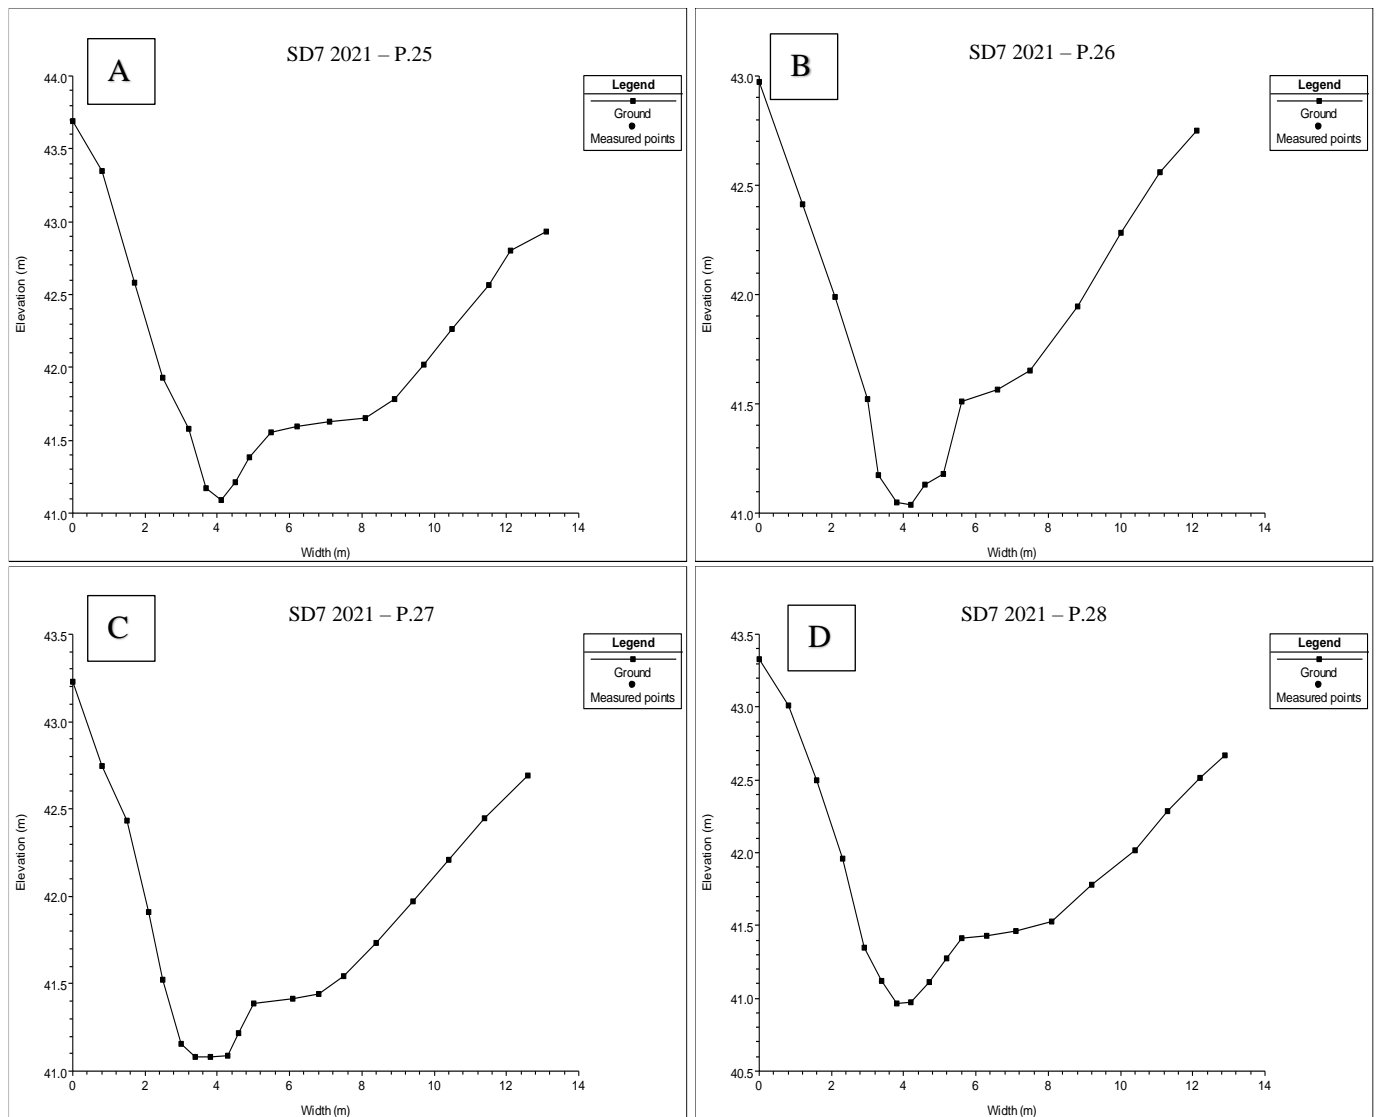 A
SD7 2021 – P.25
Legend
Ground
Measured points
44.0
43.5
43.0
42.5
42.0
41.5
41.0
Elevation (m)
0 2 4 6 8 10 12 14
Width (m)
B
SD7 2021 – P.26
Legend
Ground
Measured points
43.0
42.5
42.0
41.5
41.0
Elevation (m)
0 2 4 6 8 10 12 14
Width (m)
C
SD7 2021 – P.27
Legend
Ground
Measured points
43.5
43.0
42.5
42.0
41.5
41.0
Elevation (m)
0 2 4 6 8 10 12 14
Width (m)
D
SD7 2021 – P.28
Legend
Ground
Measured points
43.5
43.0
42.5
42.0
41.5
41.0
40.5
Elevation (m)
0 2 4 6 8 10 12 14
Width (m)